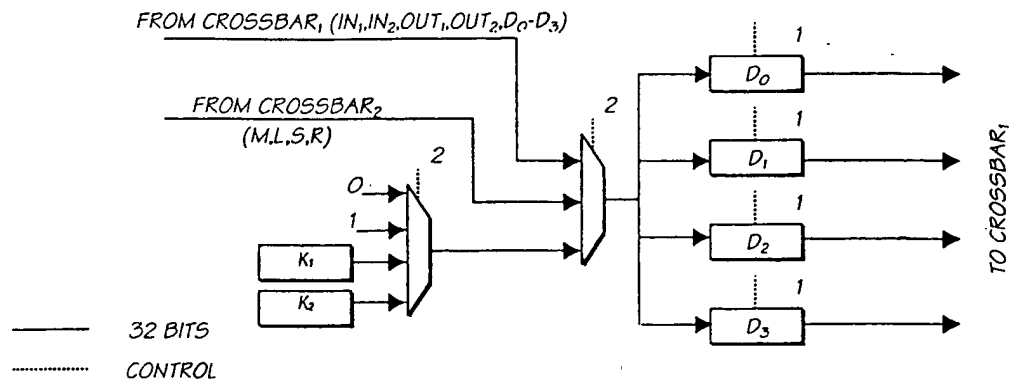 FROM CROSSBAR₁ (IN₁,IN₂,OUT₁,OUT₂,D₀-D₃)
1
D₀
FROM CROSSBAR₂
(M,L,S,R)
2
1
D₁
2
0
1
K₁
K₂
1
D₂
1
D₃
TO CROSSBAR₁
32 BITS
CONTROL